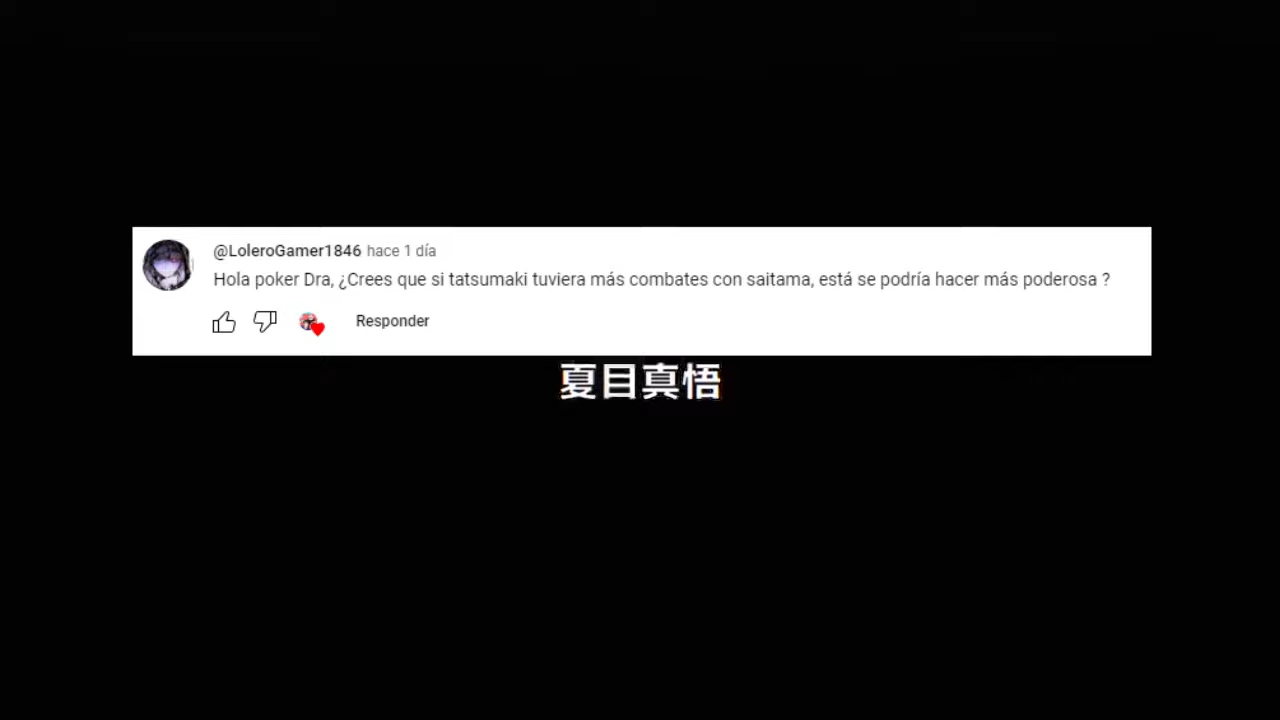 @LoleroGamer1846 hace 1 día
Hola poker Dra, ¿Crees que si tatsumaki tuviera más combates con saitama, está se podría hacer más poderosa ?
Responder
夏目真悟